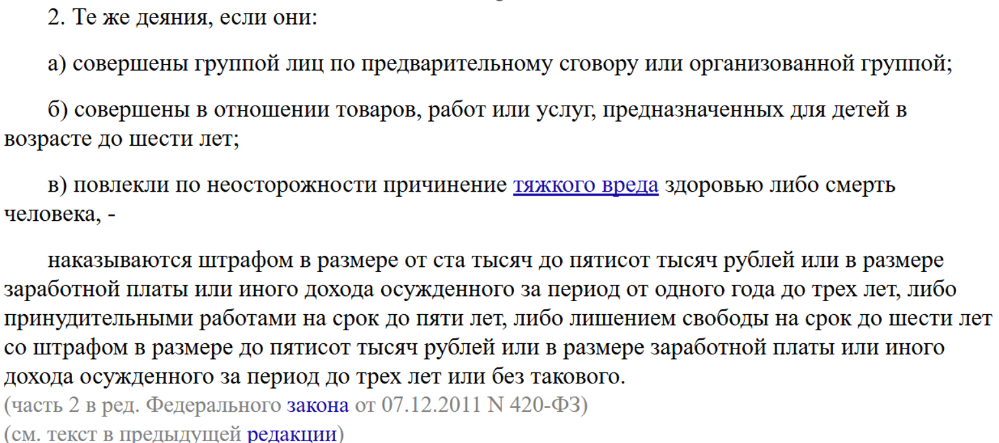 2. Те же деяния, если они:
а) совершены группой лиц по предварительному сговору или организованной группой;
б) совершены в отношении товаров, работ или услуг, предназначенных для детей в
возрасте до шести лет;
в) повлекли по неосторожности причинение тяжкого вреда здоровью либо смерть
человека, -
наказываются штрафом в размере от ста тысяч до пятисот тысяч рублей или в размере
заработной платы или иного дохода осужденного за период от одного года до трех лет, либо
принудительными работами на срок до пяти лет, либо лишением свободы на срок до шести лет
со штрафом в размере до пятисот тысяч рублей или в размере заработной платы или иного
дохода осужденного за период до трех лет или без такового.
(часть 2 в ред. Федерального закона от 07.12.2011 N 420-ФЗ)
(см. текст в предыдущей редакции)